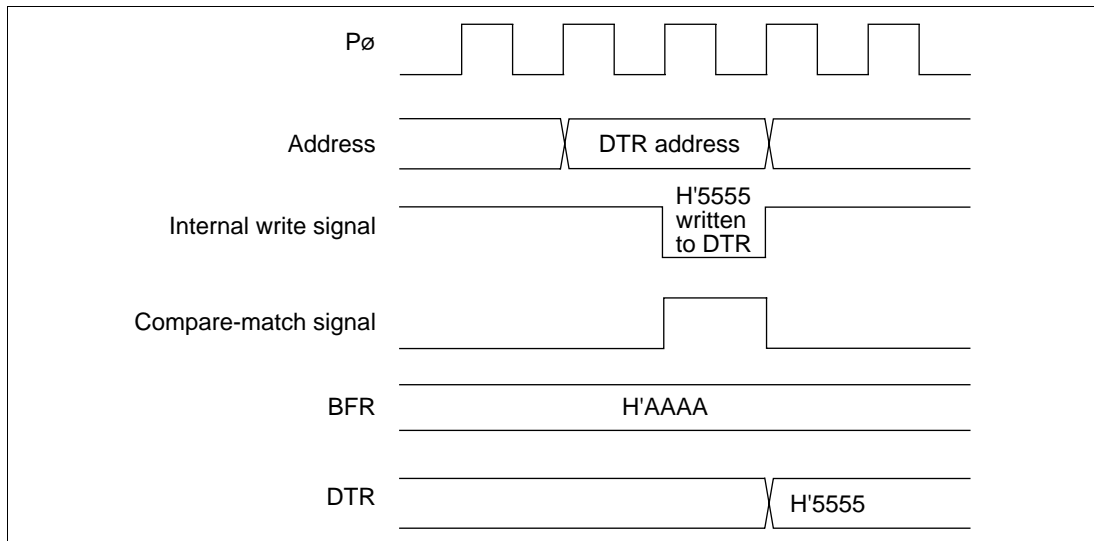 Pø
Address
DTR address
Internal write signal
H'5555
written
to DTR
Compare-match signal
BFR
H'AAAA
DTR
H'5555